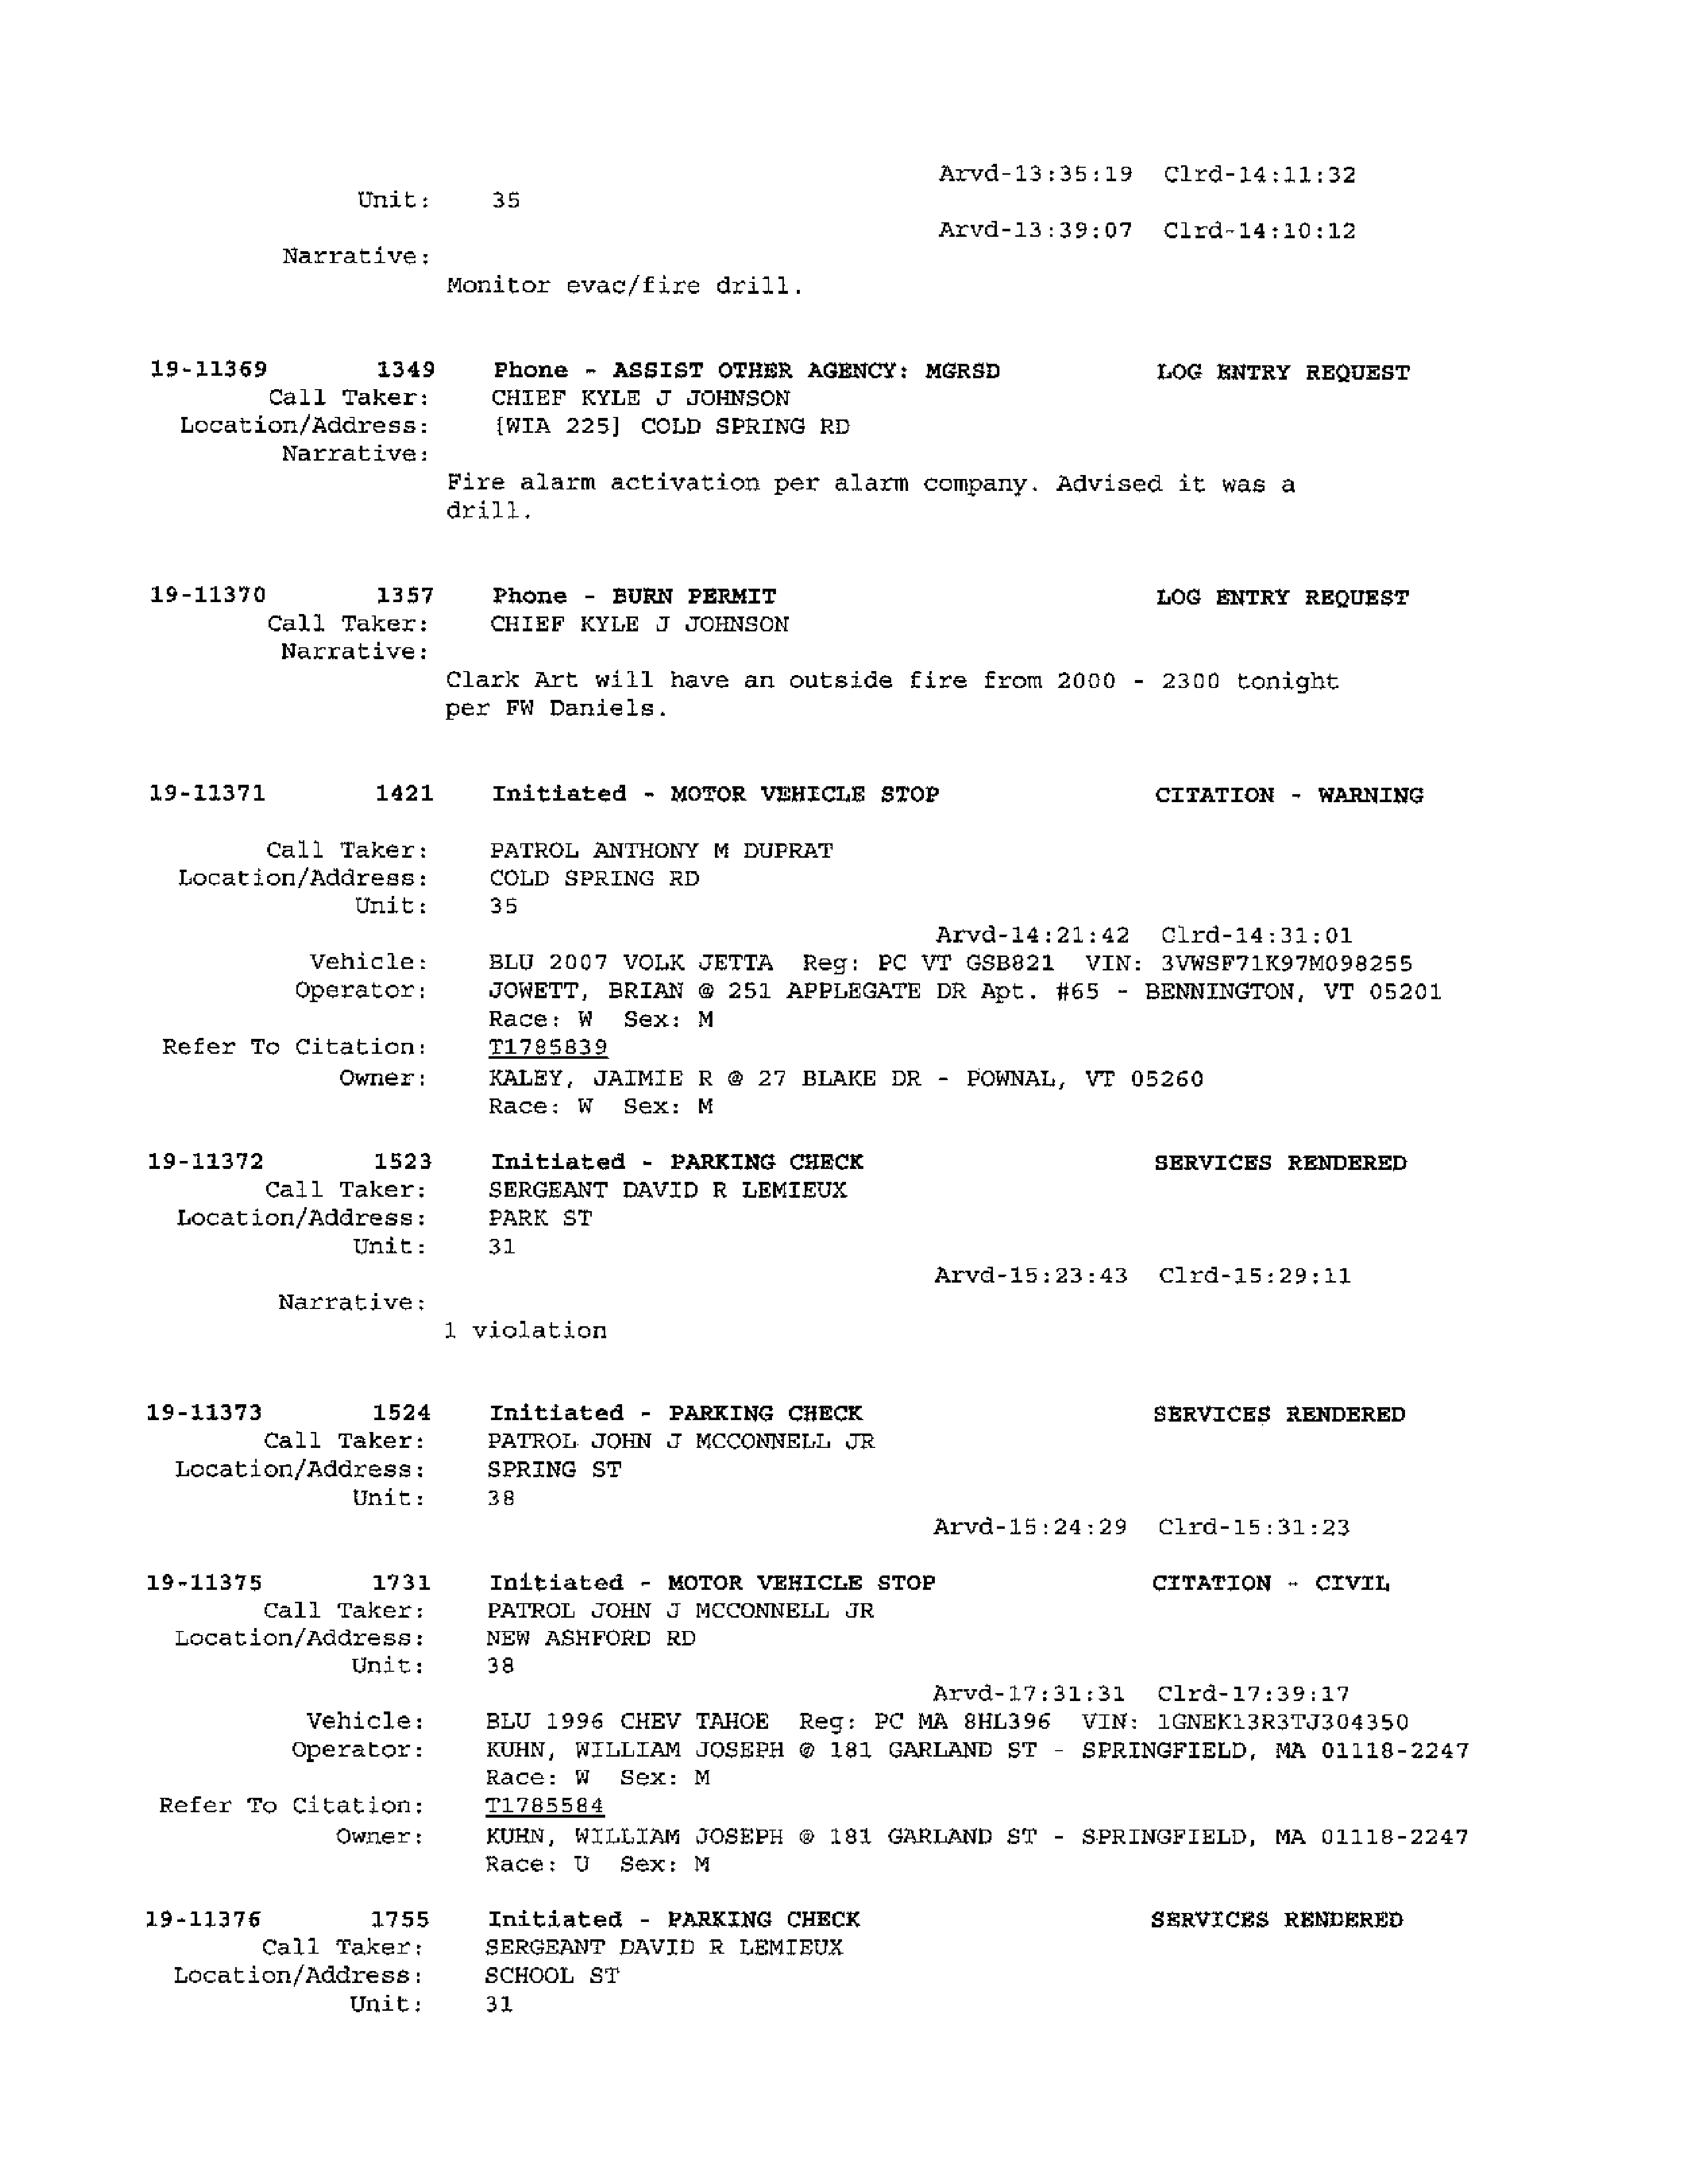 Arvd-13:35:19 Clrd-14:11:32
Unit: 35
Arvd-13:39:07 Clrd-14:10:12
Narrative:
Monitor evac/fire drill.
19-11369 1349 Phone - ASSIST OTHER AGENCY: MGRSD LOG ENTRY REQUEST
Call Taker: CHIEF KYLE J JOHNSON
Location/Address: [WIA 225] COLD SPRING RD
Narrative:
Fire alarm activation per alarm company. Advised it was a
drill.
19-11370 1357 Phone - BURN PERMIT LOG ENTRY REQUEST
Call Taker: CHIEF KYLE J JOHNSON
Narrative:
Clark Art will have an outside fire from 2000 - 2300 tonight
per FW Daniels.
19-11371 1421 Initiated - MOTOR VEHICLE STOP CITATION - WARNING
Call Taker: PATROL ANTHONY M DUPRAT
Location/Address: COLD SPRING RD
Unit: 35
Arvd-14:21:42 Clrd-14:31:01
Vehicle: BLU 2007 VOLK JETTA Reg: PC VT GSB821 VIN: 3VWSF71K97M098255
Operator: JOWETT, BRIAN @ 251 APPLEGATE DR Apt. #65 - BENNINGTON, VT 05201
Race: W Sex: M
Refer To Citation: T1785839
Owner: KALEY, JAIMIE R @ 27 BLAKE DR - POWNAL, VT 05260
Race: W Sex: M
19-11372 1523 Initiated - PARKING CHECK SERVICES RENDERED
Call Taker: SERGEANT DAVID R LEMIEUX
Location/Address: PARK ST
Unit: 31
Arvd-15:23:43 Clrd-15:29:11
Narrative:
1 violation
19-11373 1524 Initiated - PARKING CHECK SERVICES RENDERED
Call Taker: PATROL JOHN J MCCONNELL JR
Location/Address: SPRING ST
Unit: 38
Arvd-15:24:29 Clrd-15:31:23
19-11375 1731 Initiated - MOTOR VEHICLE STOP CITATION - CIVIL
Call Taker: PATROL JOHN J MCCONNELL JR
Location/Address: NEW ASHFORD RD
Unit: 38
Arvd-17:31:31 Clrd-17:39:17
Vehicle: BLU 1996 CHEV TAHOE Reg: PC MA 8HL396 VIN: 1GNEK13R3TJ304350
Operator: KUHN, WILLIAM JOSEPH @ 181 GARLAND ST - SPRINGFIELD, MA 01118-2247
Race: W Sex: M
Refer To Citation: T1785584
Owner: KUHN, WILLIAM JOSEPH @ 181 GARLAND ST - SPRINGFIELD, MA 01118-2247
Race: U Sex: M
19-11376 1755 Initiated - PARKING CHECK SERVICES RENDERED
Call Taker: SERGEANT DAVID R LEMIEUX
Location/Address: SCHOOL ST
Unit: 31